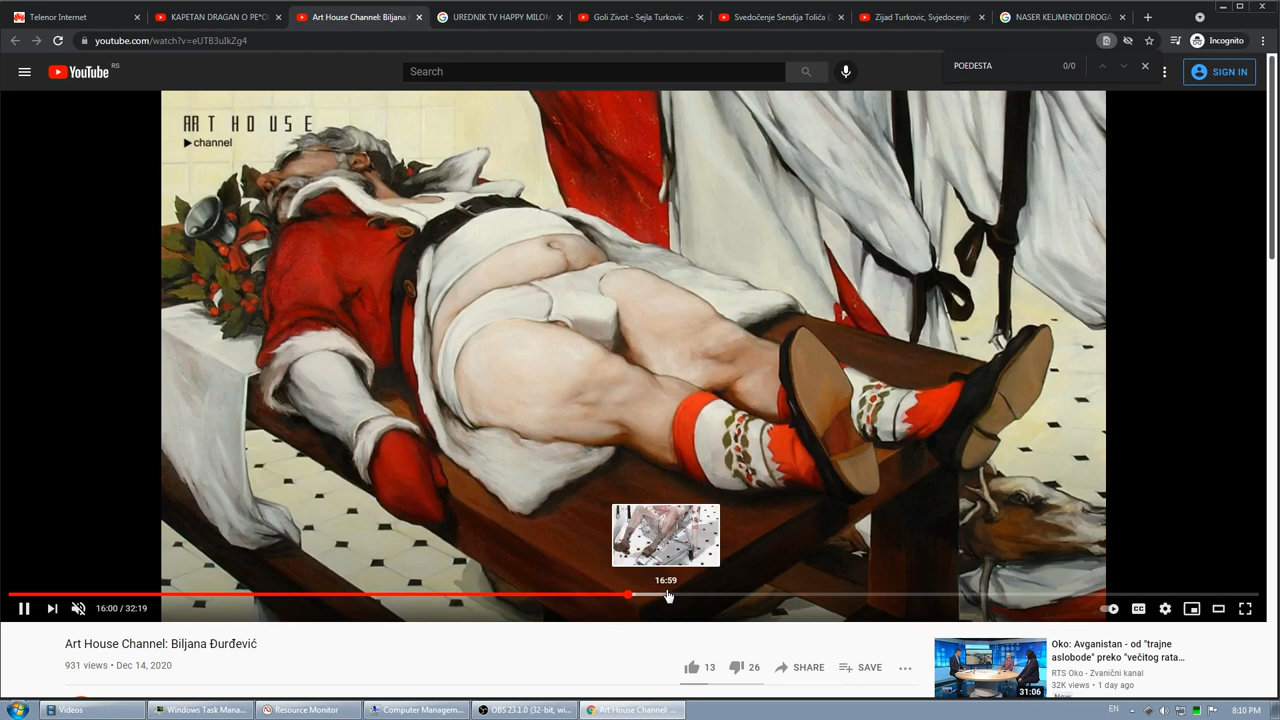 Telenor Internet
KAPETAN DRAGAN O PE*O
Art House Channel: Biljana Đ
UREDNIK TV HAPPY MILOM
Goli Zivot - Sejla Turkovic -
Svedočenje Sendija Tolića (
Zijad Turkovic, Svjedocenje
NASER KELIMENDI DROGA
youtube.com/watch?v=eUTB3uIkZg4
Incognito
YouTube RS
Search
POEDESTA 0/0
SIGN IN
ART HOUSE
channel
16:59
16:00 / 32:19
CC
Art House Channel: Biljana Đurđević
931 views • Dec 14, 2020
13
26
SHARE
SAVE
Oko: Avganistan - od "trajne
aslobode" preko "večitog rata...
RTS Oko - Zvanični kanal
32K views • 1 day ago
New
31:06
Videos
Windows Task Mana...
Resource Monitor
Computer Managem...
OBS 23.1.0 (32-bit, wi...
Art House Channel: ...
EN
8:10 PM